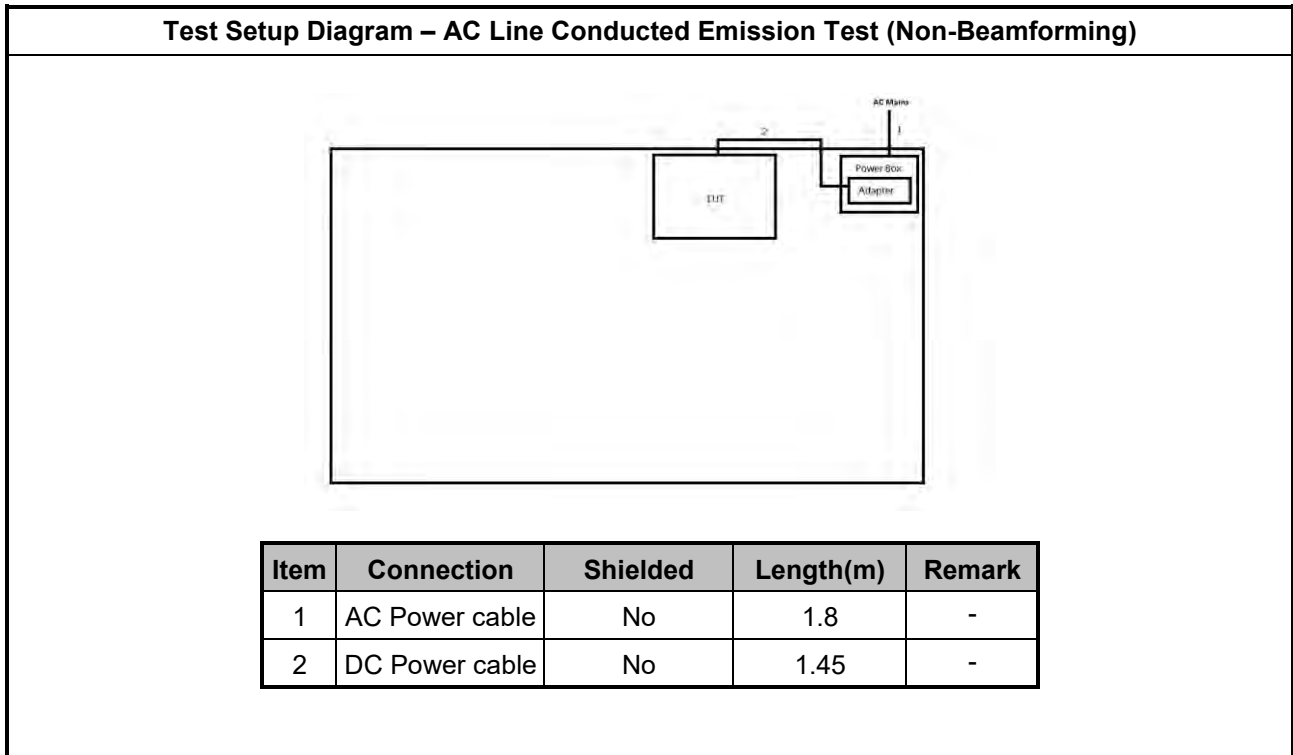 Test Setup Diagram – AC Line Conducted Emission Test (Non-Beamforming)
AC Mains
2
1
Power Box
Adapter
EUT
Item Connection Shielded Length(m) Remark
1 AC Power cable No 1.8 -
2 DC Power cable No 1.45 -